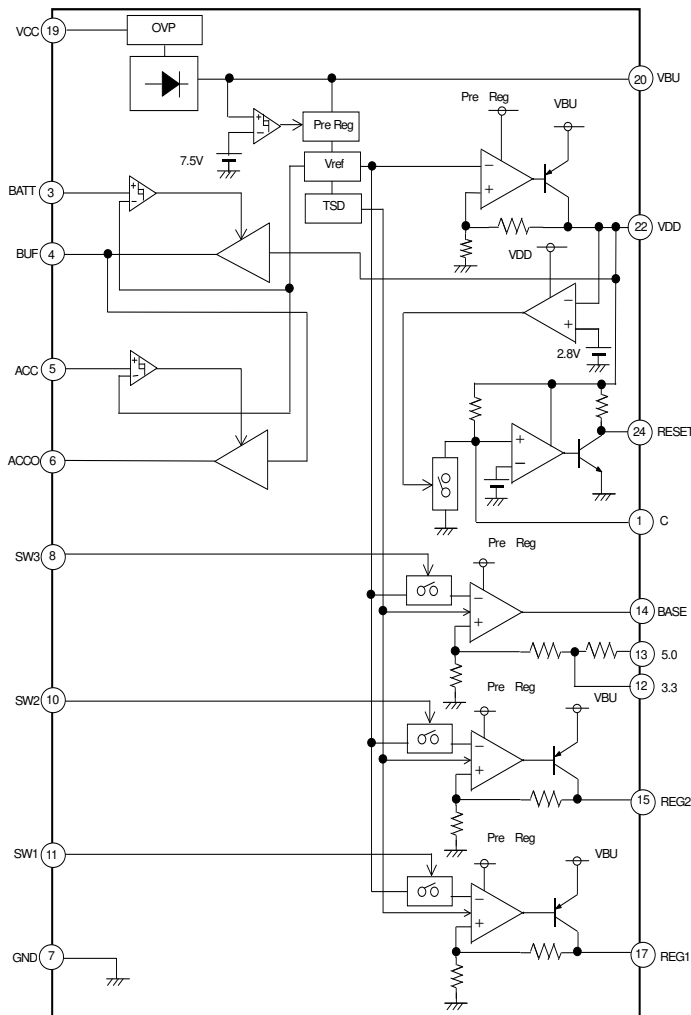 VCC 19 OVP
20 VBU
Pre Reg VBU
Pre Reg
7.5V
Vref
BATT 3
TSD
22 VDD
BUF 4
VDD
2.8V
ACC 5
24 RESET
ACCO 6
1 C
Pre Reg
SW3 8
14 BASE
13 5.0
12 3.3
Pre Reg VBU
SW2 10
15 REG2
Pre Reg
VBU
SW1 11
17 REG1
GND 7